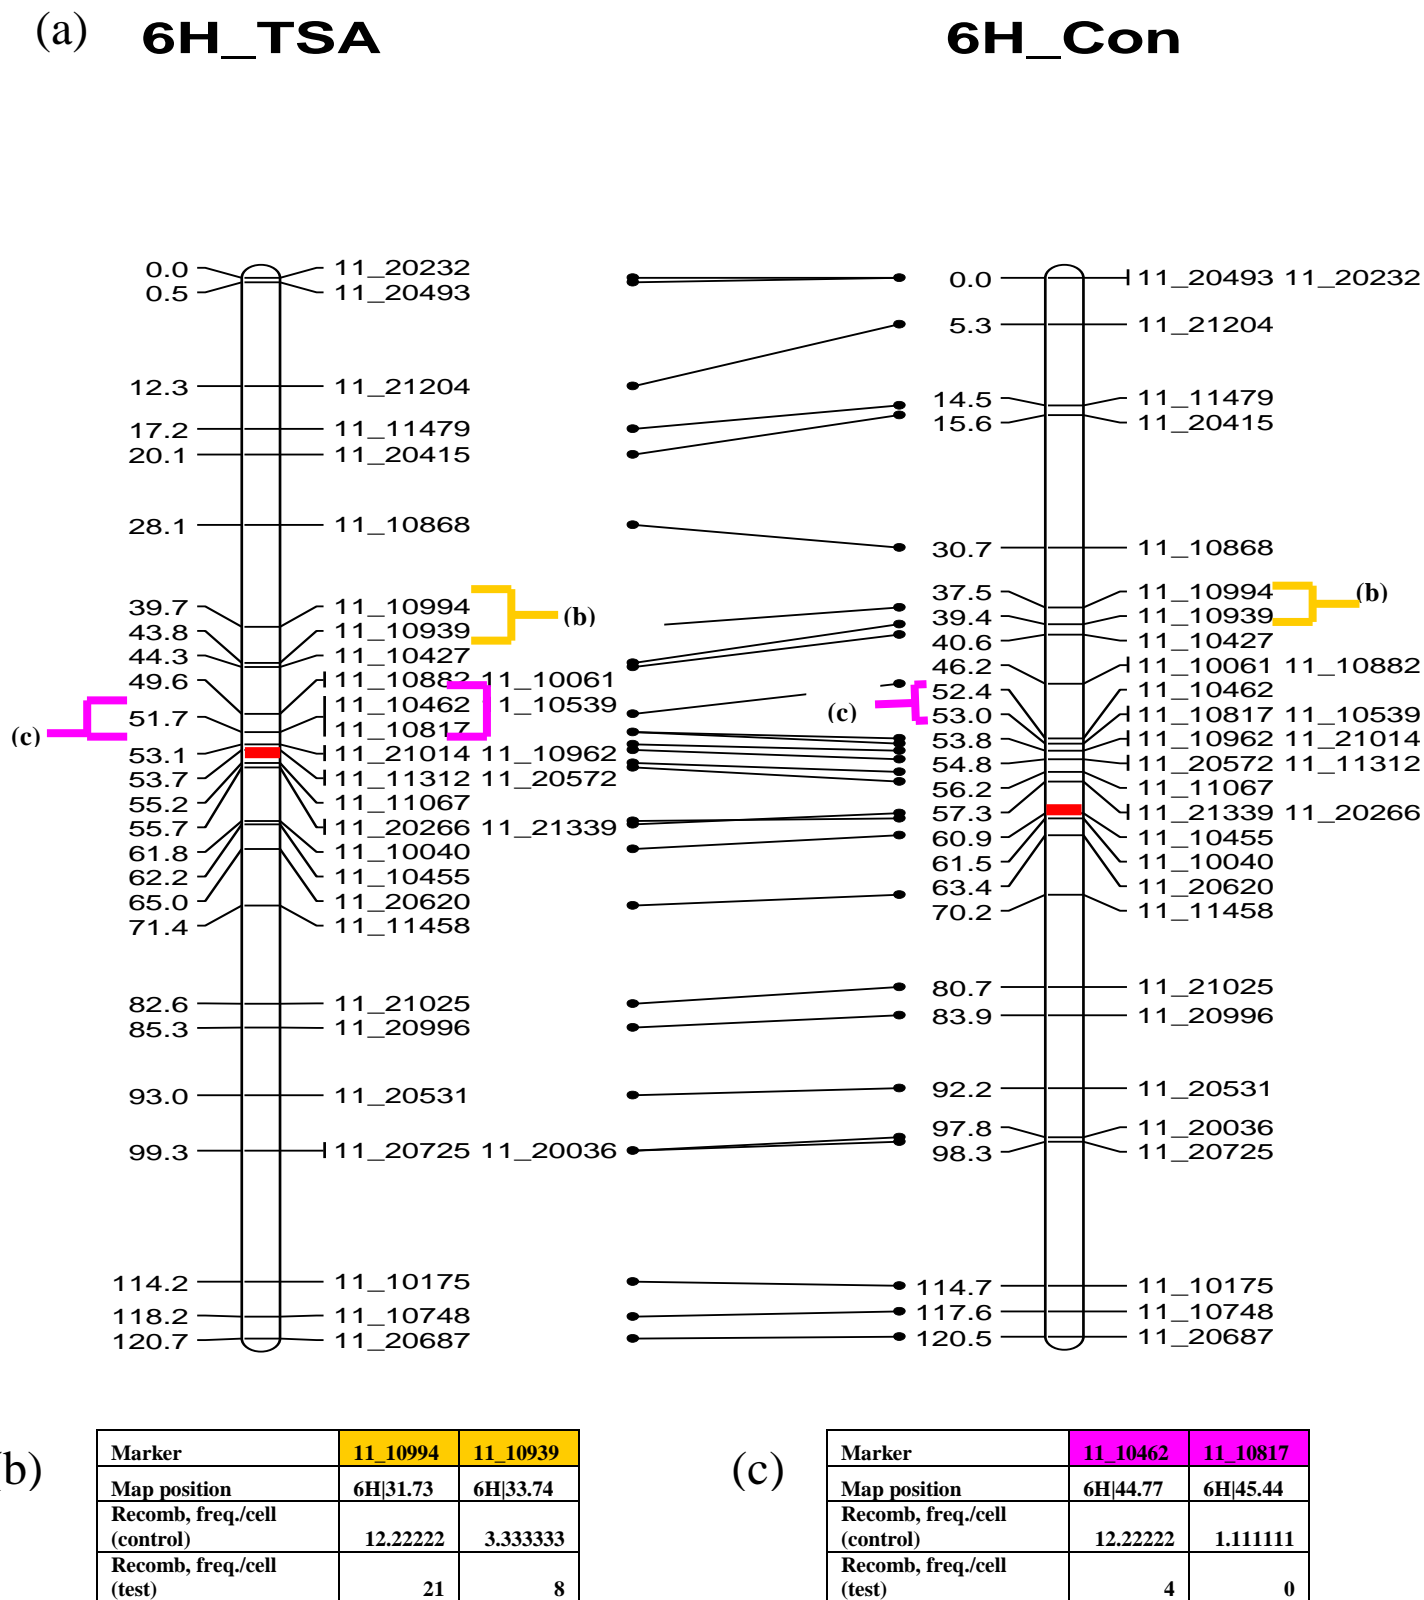 (a) 6H_TSA 6H_Con
0.0 11_20232
0.5 11_20493
12.3 11_21204
17.2 11_11479
20.1 11_20415
28.1 11_10868
39.7 11_10994
43.8 11_10939
(b)
44.3 11_10427
49.6 11_10882 11_10061
51.7 11_10462 1_10539
11_10817
(c)
53.1 11_21014 11_10962
53.7 11_11312 11_20572
55.2 11_11067
55.7 11_20266 11_21339
61.8 11_10040
62.2 11_10455
65.0 11_20620
71.4 11_11458
82.6 11_21025
85.3 11_20996
93.0 11_20531
99.3 11_20725 11_20036
114.2 11_10175
118.2 11_10748
120.7 11_20687
0.0 11_20493 11_20232
5.3 11_21204
14.5 11_11479
15.6 11_20415
30.7 11_10868
37.5 11_10994
(b)
39.4 11_10939
40.6 11_10427
46.2 11_10061 11_10882
52.4 11_10462
(c)
53.0 11_10817 11_10539
53.8 11_10962 11_21014
54.8 11_20572 11_11312
56.2 11_11067
57.3 11_21339 11_20266
60.9 11_10455
61.5 11_10040
63.4 11_20620
70.2 11_11458
80.7 11_21025
83.9 11_20996
92.2 11_20531
97.8 11_20036
98.3 11_20725
114.7 11_10175
117.6 11_10748
120.5 11_20687
b)
Marker 11_10994 11_10939
Map position 6H|31.73 6H|33.74
Recomb, freq./cell
(control) 12.22222 3.333333
Recomb, freq./cell
(test) 21 8
(c)
Marker 11_10462 11_10817
Map position 6H|44.77 6H|45.44
Recomb, freq./cell
(control) 12.22222 1.111111
Recomb, freq./cell
(test) 4 0